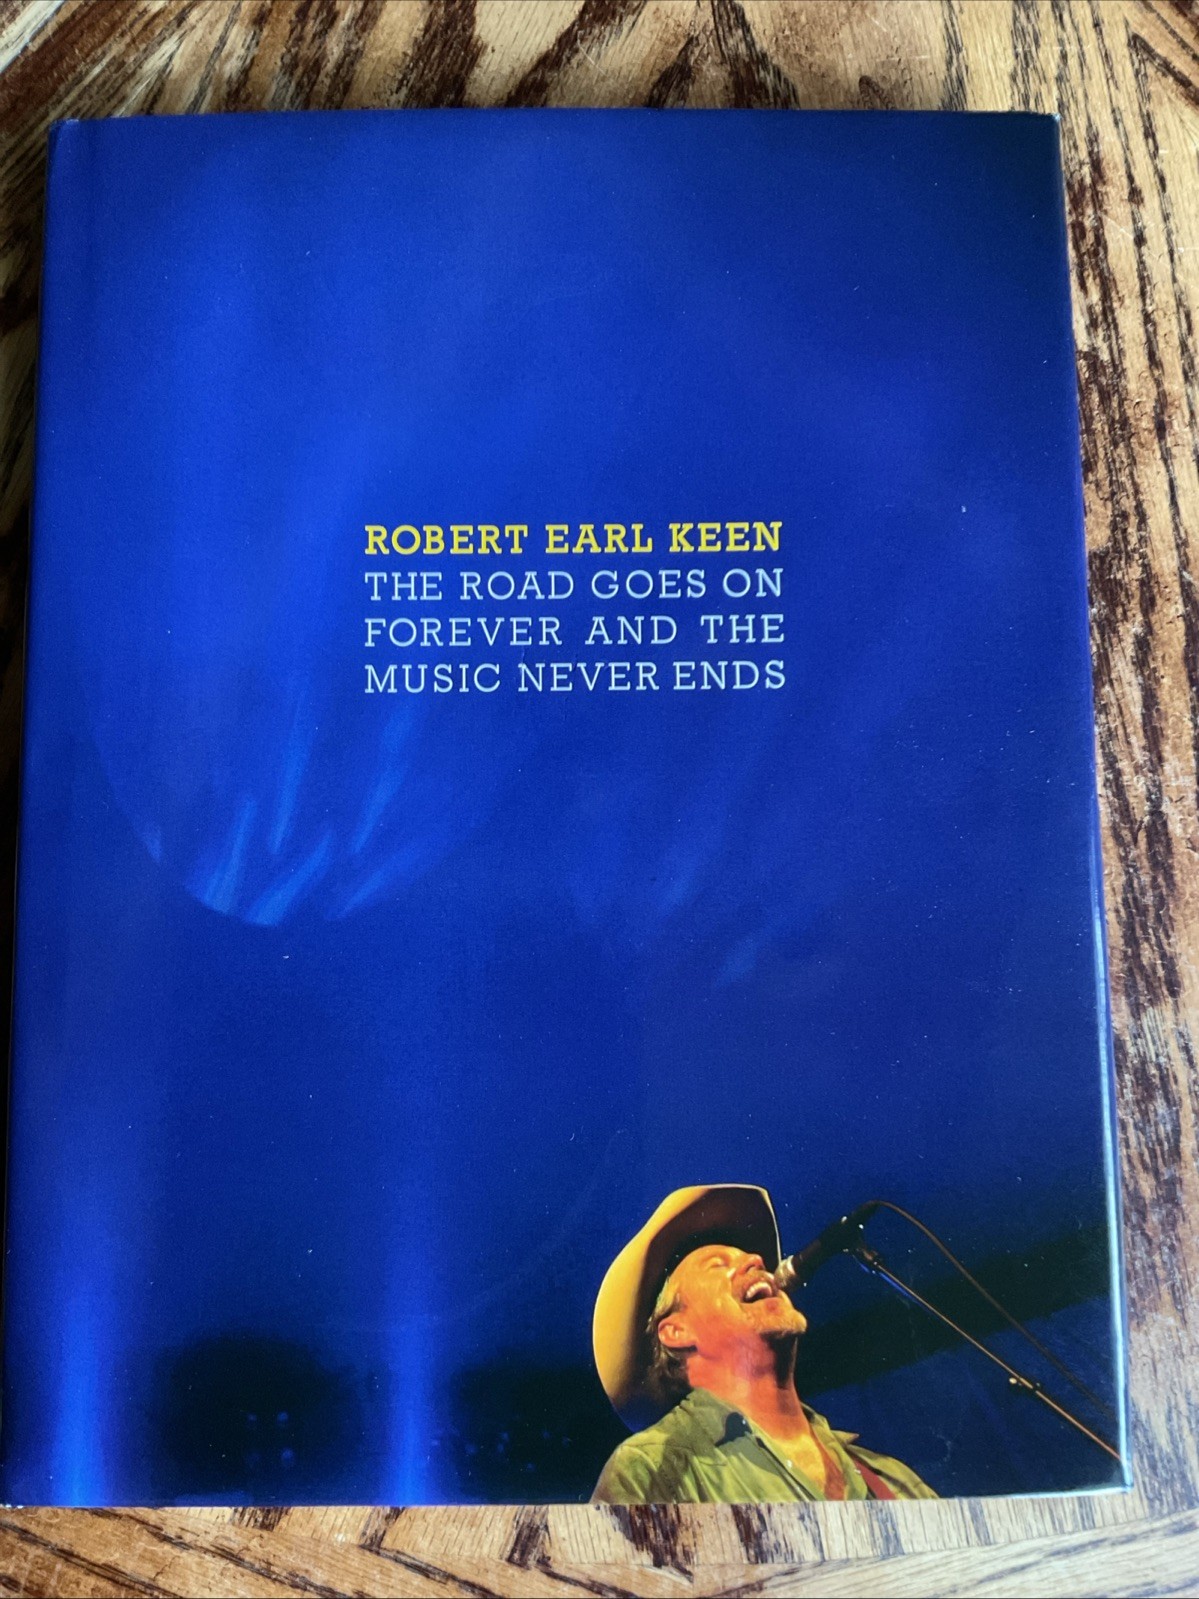 ROBERT EARL KEEN
THE ROAD GOES ON
FOREVER AND THE
MUSIC NEVER ENDS